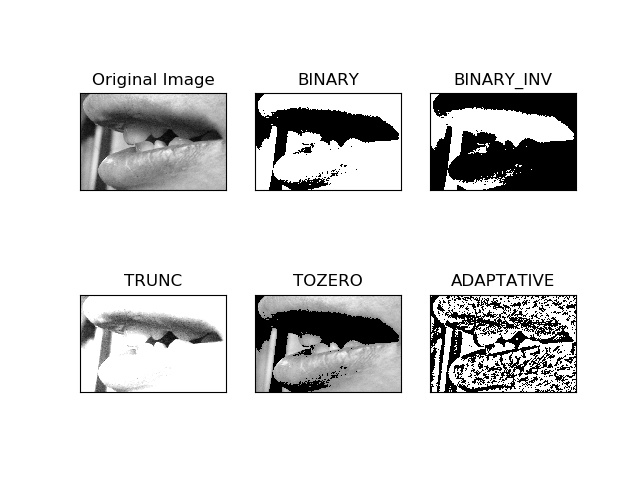 Original Image
BINARY
BINARY_INV
TRUNC
TOZERO
ADAPTATIVE